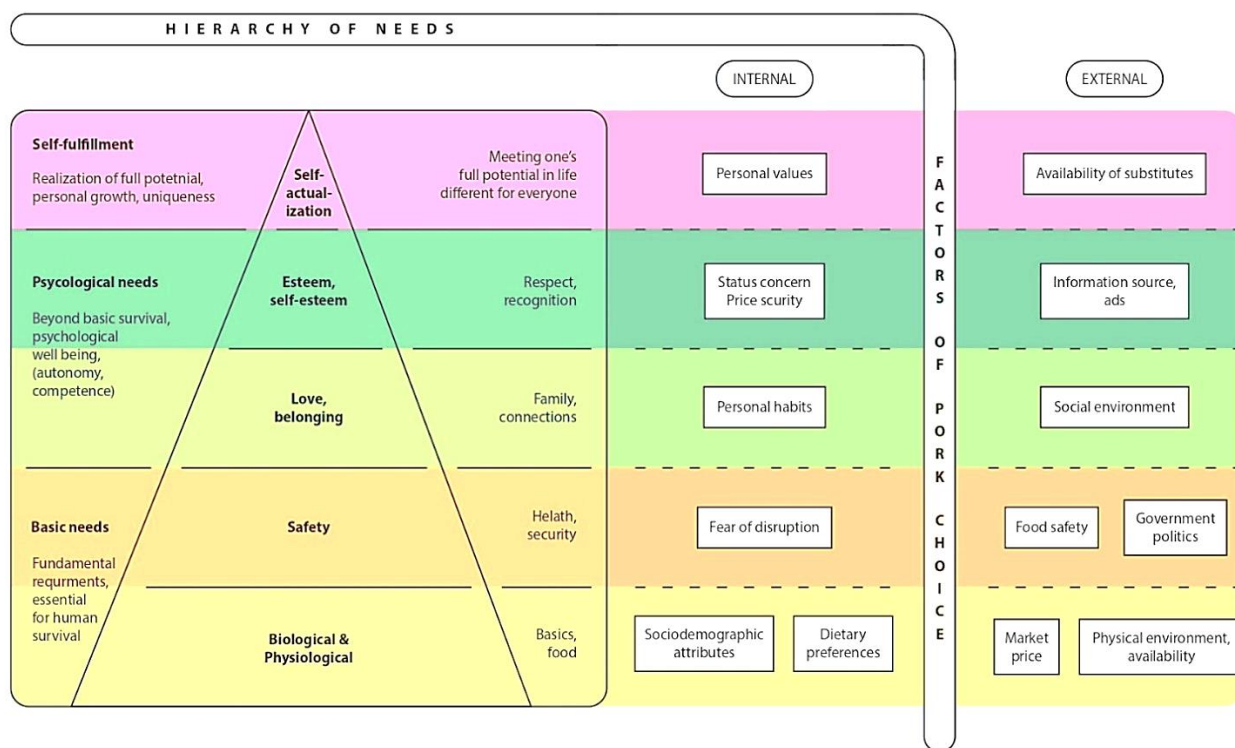 HIERARCHY OF NEEDS
INTERNAL
EXTERNAL
Self-fulfillment
Realization of full potetnial,
personal growth, uniqueness
Self-
actual-
ization
Meeting one's
full potential in life
different for everyone
Personal values
Availability of substitutes
Psycological needs
Beyond basic survival,
psychological
well being,
(autonomy,
competence)
Esteem,
self-esteem
Respect,
recognition
Status concern
Price scurity
Information source,
ads
Love,
belonging
Family,
connections
Personal habits
Social environment
Basic needs
Fundamental
requrments,
essential
for human
survival
Safety
Helath,
security
Fear of disruption
Food safety
Government
politics
Biological &
Physiological
Basics,
food
Sociodemographic
attributes
Dietary
preferences
Market
price
Physical environment,
availability
FACTORS OF PORK CHOICE